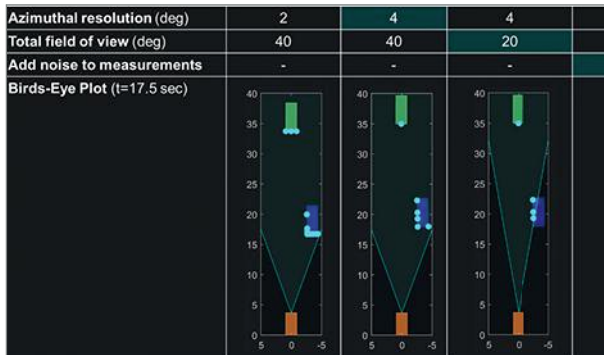 Azimuthal resolution (deg) 2 4 4
Total field of view (deg) 40 40 20
Add noise to measurements - - -
Birds-Eye Plot (t=17.5 sec)
40 40 40
35 35 35
30 30 30
25 25 25
20 20 20
15 15 15
10 10 10
5 5 5
0 0 0
5 0 -5 5 0 -5 5 0 -5